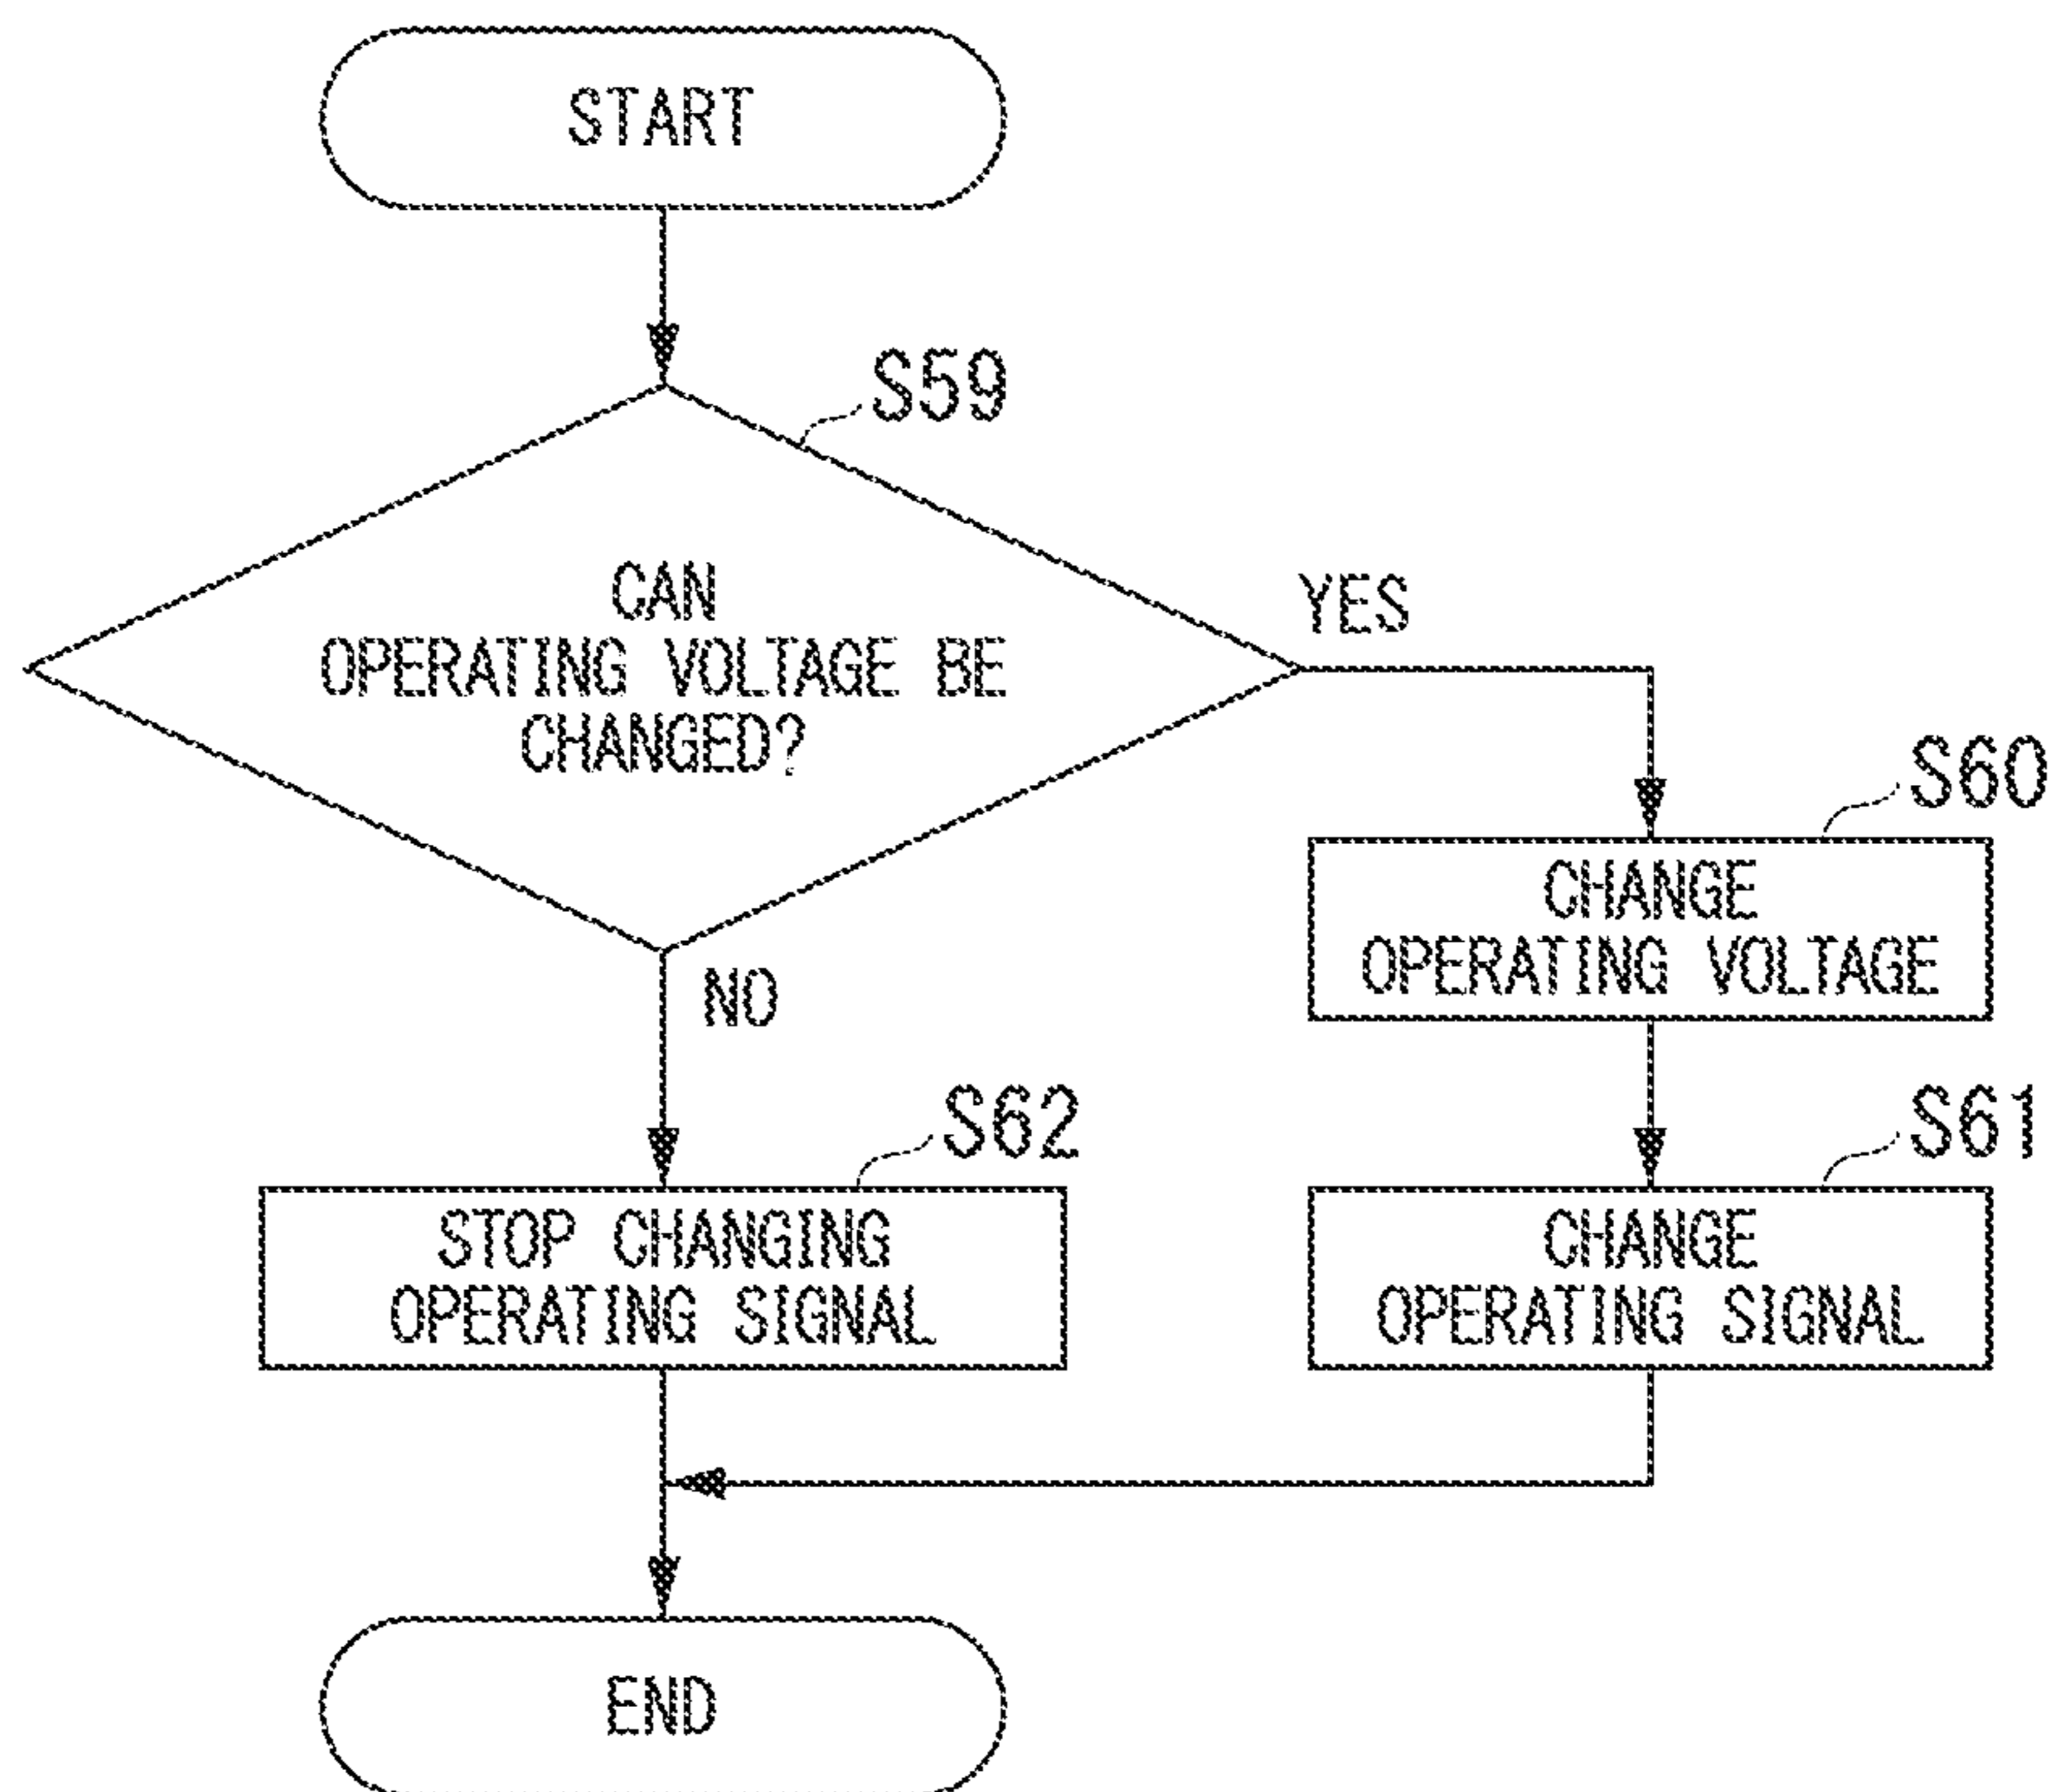 START
S59
CAN
OPERATING VOLTAGE BE
CHANGED?
YES
NO
S60
CHANGE
OPERATING VOLTAGE
S62
STOP CHANGING
OPERATING SIGNAL
S61
CHANGE
OPERATING SIGNAL
END